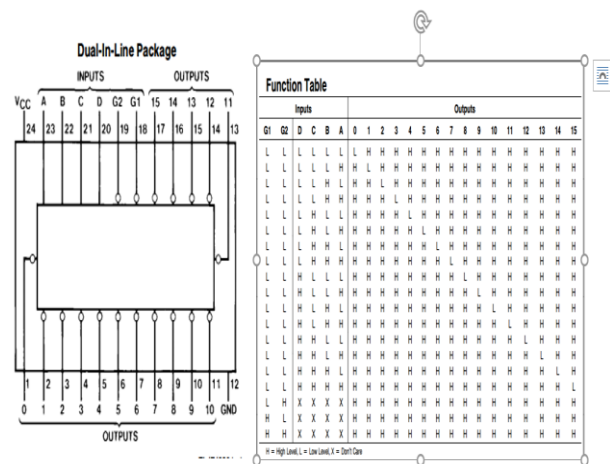 Dual-In-Line Package
INPUTS OUTPUTS
VCC A B C D G2 G1 15 14 13 12 11
24 23 22 21 20 19 18 17 16 15 14 13
1 2 3 4 5 6 7 8 9 10 11 12
0 1 2 3 4 5 6 7 8 9 10 GND
OUTPUTS
Function Table
Inputs Outputs
G1 G2 D C B A 0 1 2 3 4 5 6 7 8 9 10 11 12 13 14 15
L L L L L L L H H H H H H H H H H H H H H H
L L L L L H H L H H H H H H H H H H H H H H
L L L L H L H H L H H H H H H H H H H H H H
L L L L H H H H H L H H H H H H H H H H H H
L L L H L L H H H H L H H H H H H H H H H H
L L L H L H H H H H H L H H H H H H H H H H
L L L H H L H H H H H H L H H H H H H H H H
L L L H H H H H H H H H H L H H H H H H H H
L L H L L L H H H H H H H H L H H H H H H H
L L H L L H H H H H H H H H H L H H H H H H
L L H L H L H H H H H H H H H H L H H H H H
L L H L H H H H H H H H H H H H H L H H H H
L L H H L L H H H H H H H H H H H H L H H H
L L H H L H H H H H H H H H H H H H H L H H
L L H H H L H H H H H H H H H H H H H H L H
L L H H H H H H H H H H H H H H H H H H H L
L H X X X X H H H H H H H H H H H H H H H H
H L X X X X H H H H H H H H H H H H H H H H
H H X X X X H H H H H H H H H H H H H H H H
H = High Level, L = Low Level, X = Don't Care